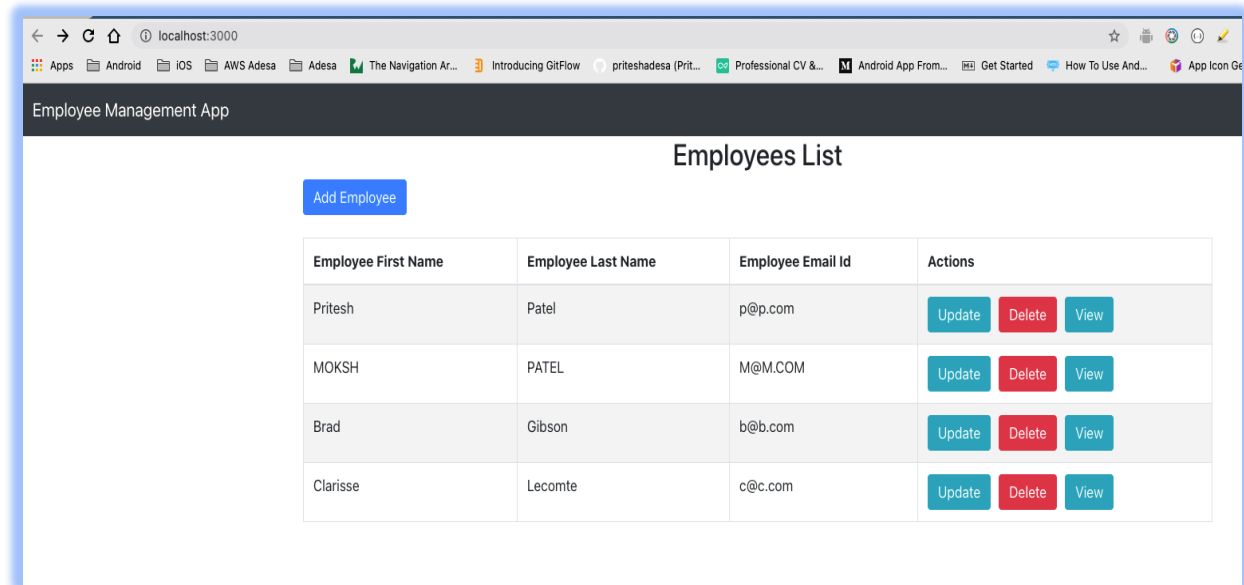 localhost:3000
Apps Android iOS AWS Adesa Adesa The Navigation Ar... Introducing GitFlow priteshadesa (Prit... Professional CV &... Android App From... Get Started How To Use And... App Icon Ge
Employee Management App
Employees List
Add Employee
Employee First Name Employee Last Name Employee Email Id Actions
Pritesh Patel p@p.com Update Delete View
MOKSH PATEL M@M.COM Update Delete View
Brad Gibson b@b.com Update Delete View
Clarisse Lecomte c@c.com Update Delete View